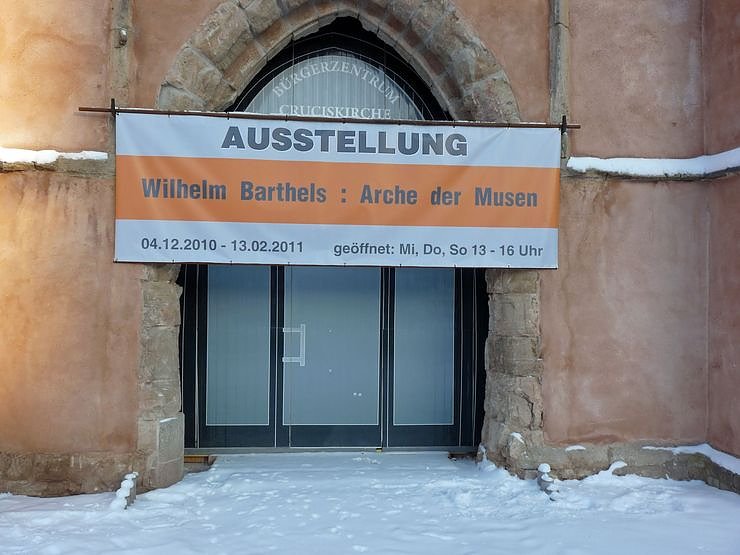 BÜRGERZENTRUM
CRUCISKIRCHE
AUSSTELLUNG
Wilhelm Barthels : Arche der Musen
04.12.2010 - 13.02.2011 geöffnet: Mi, Do, So 13 - 16 Uhr